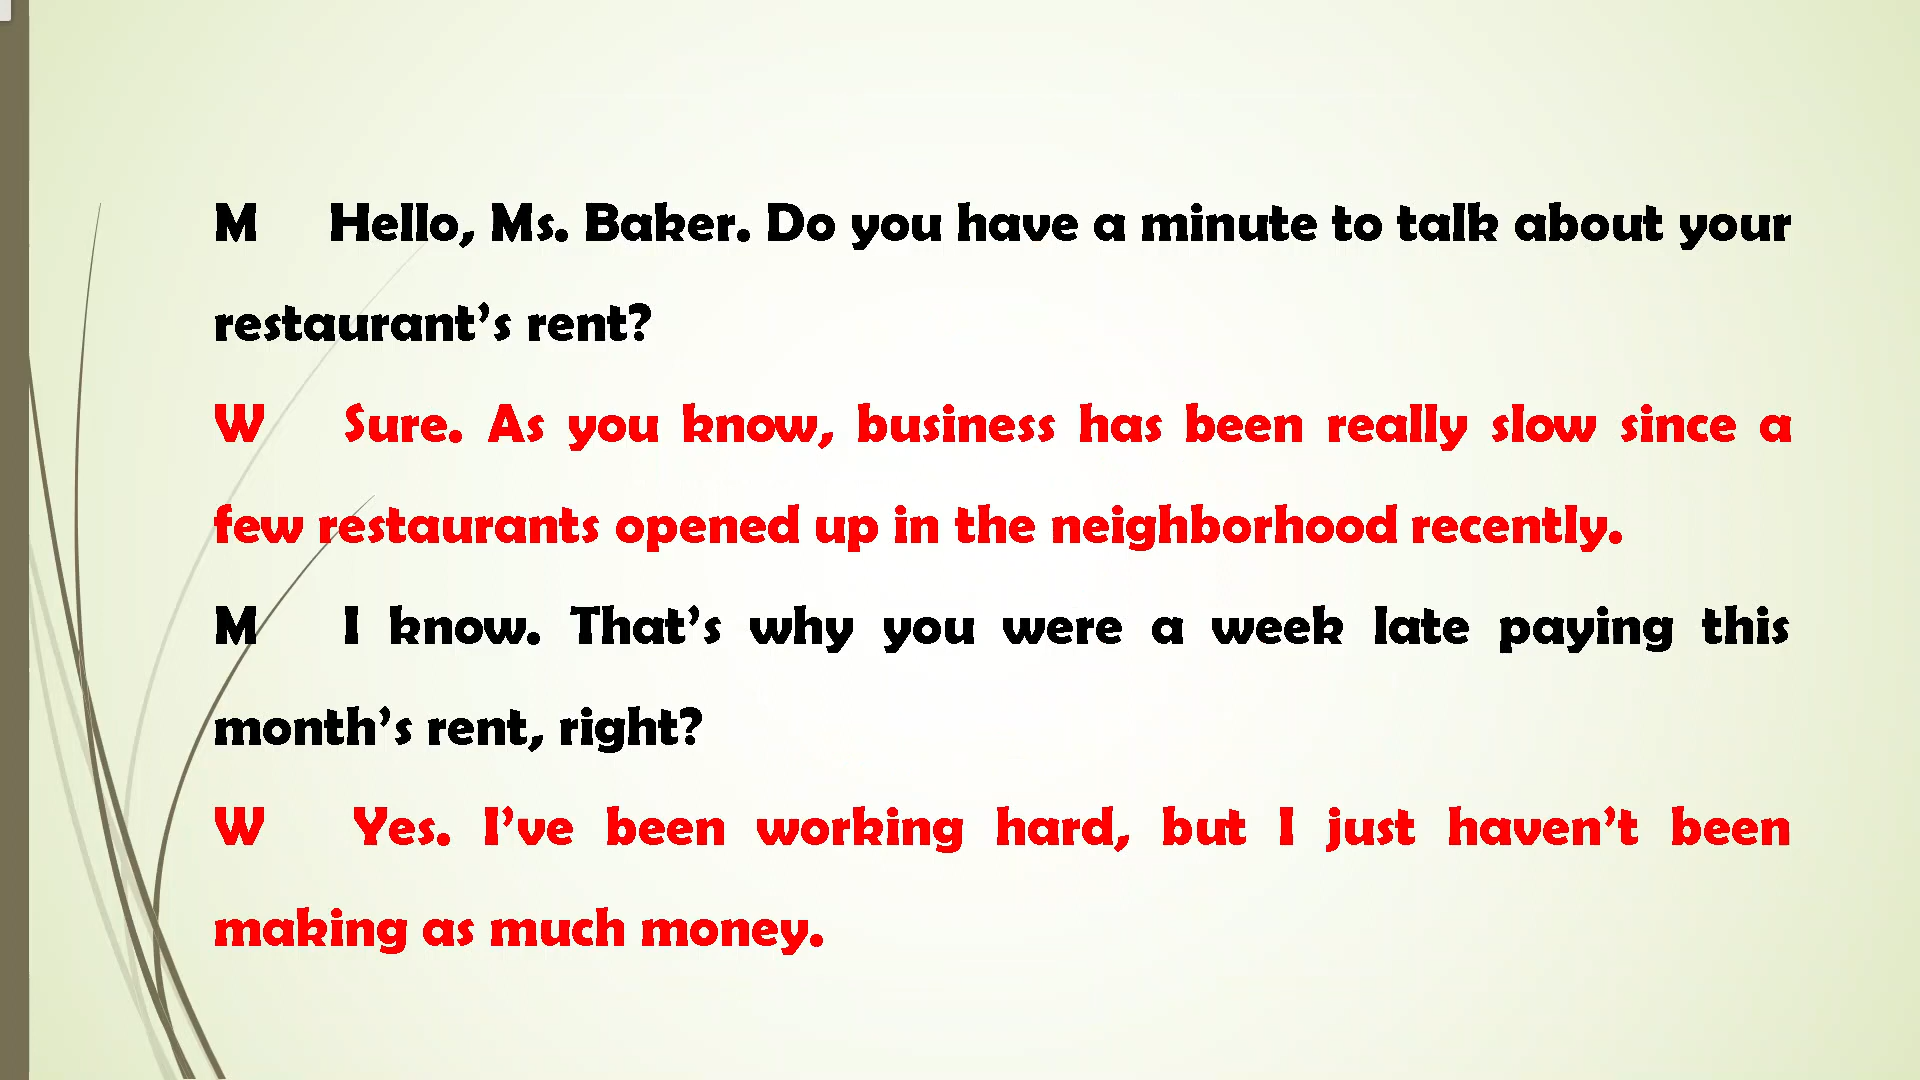 M Hello, Ms. Baker. Do you have a minute to talk about your
restaurant’s rent?
W Sure. As you know, business has been really slow since a
few restaurants opened up in the neighborhood recently.
M I know. That’s why you were a week late paying this
month’s rent, right?
W Yes. I’ve been working hard, but I just haven’t been
making as much money.